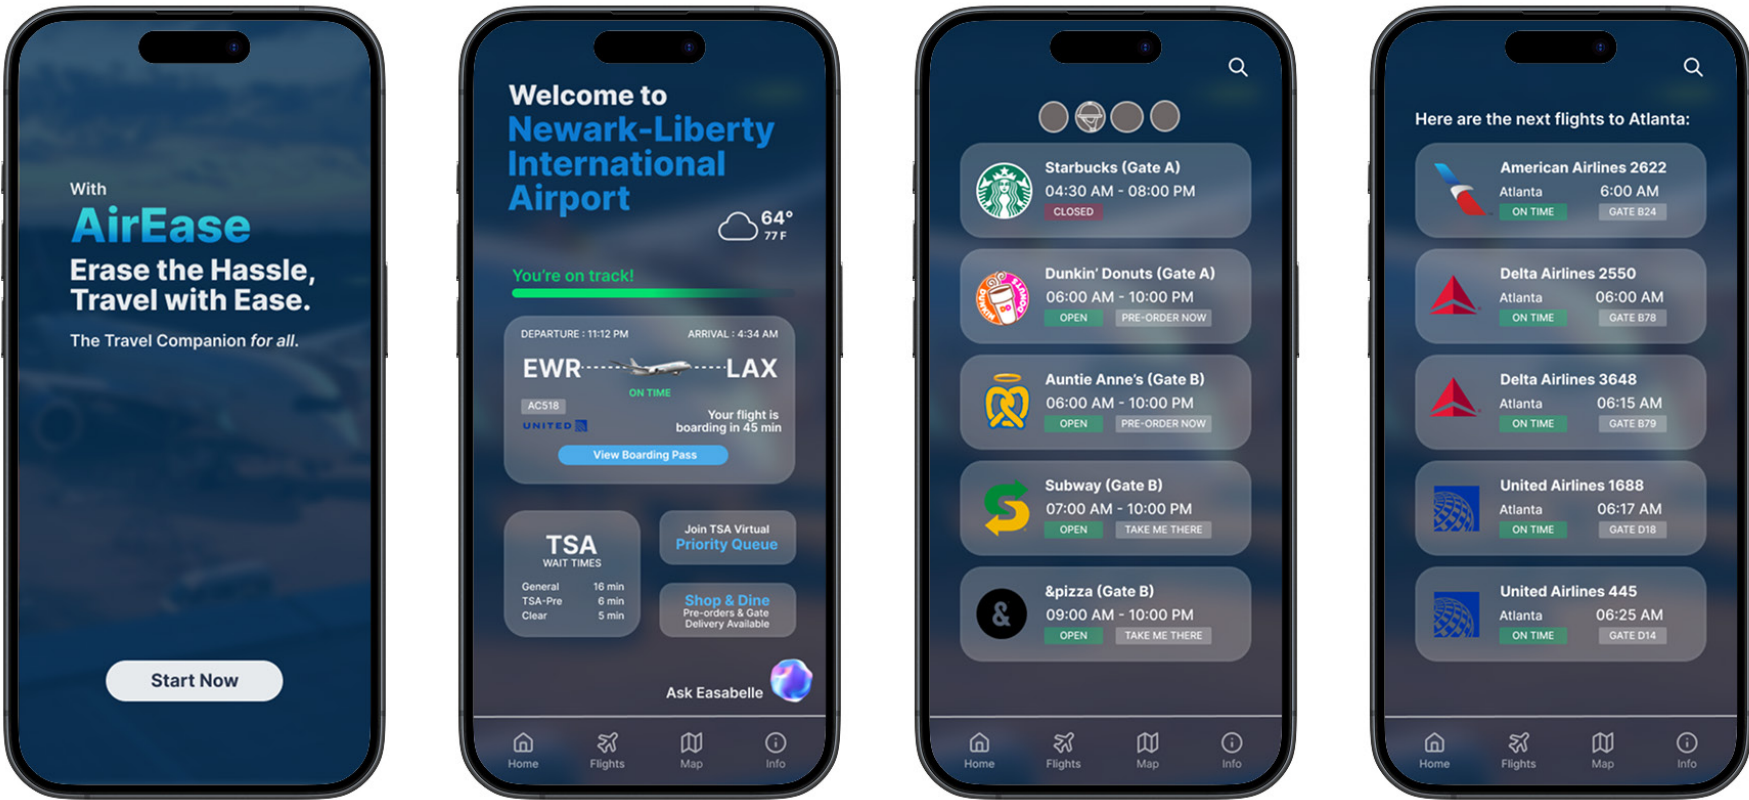 With
AirEase
Erase the Hassle,
Travel with Ease.
The Travel Companion for all.
Start Now
Welcome to
Newark-Liberty
International
Airport
64°
77 F
You're on track!
DEPARTURE : 11:12 PM ARRIVAL : 4:34 AM
EWR LAX
ON TIME
AC518
UNITED
Your flight is
boarding in 45 min
View Boarding Pass
TSA
WAIT TIMES
General 16 min
TSA-Pre 6 min
Clear 5 min
Join TSA Virtual
Priority Queue
Shop & Dine
Pre-orders & Gate
Delivery Available
Ask Easabelle
Home Flights Map Info
Starbucks (Gate A)
04:30 AM - 08:00 PM
CLOSED
DUNKIN' DONUTS
DD
Dunkin' Donuts (Gate A)
06:00 AM - 10:00 PM
OPEN PRE-ORDER NOW
Auntie Anne's (Gate B)
06:00 AM - 10:00 PM
OPEN PRE-ORDER NOW
Subway (Gate B)
07:00 AM - 10:00 PM
OPEN TAKE ME THERE
&
&pizza (Gate B)
09:00 AM - 10:00 PM
OPEN TAKE ME THERE
Home Flights Map Info
Here are the next flights to Atlanta:
American Airlines 2622
Atlanta 6:00 AM
ON TIME GATE B24
Delta Airlines 2550
Atlanta 06:00 AM
ON TIME GATE B78
Delta Airlines 3648
Atlanta 06:15 AM
ON TIME GATE B79
United Airlines 1688
Atlanta 06:17 AM
ON TIME GATE D18
United Airlines 445
Atlanta 06:25 AM
ON TIME GATE D14
Home Flights Map Info